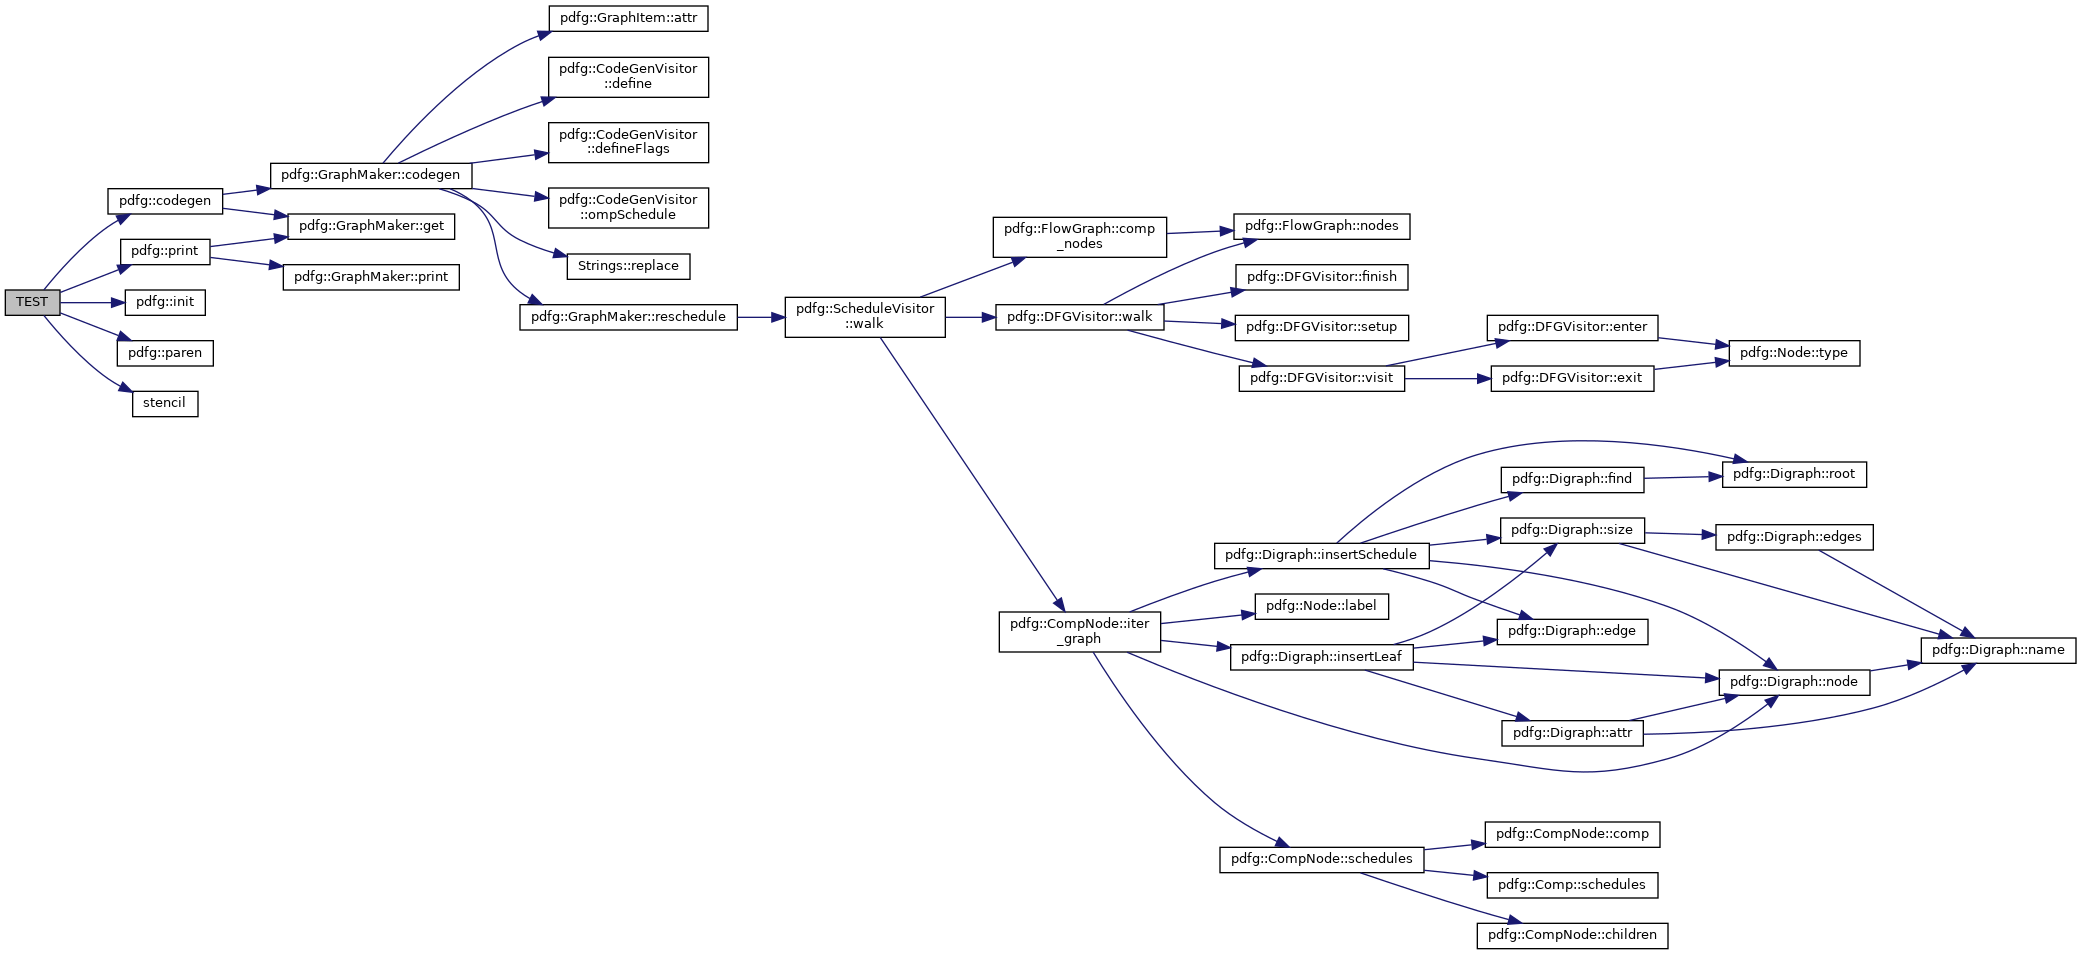 TEST
pdfg::codegen
pdfg::print
pdfg::init
pdfg::paren
stencil
pdfg::GraphMaker::codegen
pdfg::GraphMaker::get
pdfg::GraphMaker::print
pdfg::GraphItem::attr
pdfg::CodeGenVisitor
::define
pdfg::CodeGenVisitor
::defineFlags
pdfg::CodeGenVisitor
::ompSchedule
Strings::replace
pdfg::GraphMaker::reschedule
pdfg::ScheduleVisitor
::walk
pdfg::FlowGraph::comp
_nodes
pdfg::DFGVisitor::walk
pdfg::FlowGraph::nodes
pdfg::DFGVisitor::finish
pdfg::DFGVisitor::setup
pdfg::DFGVisitor::visit
pdfg::DFGVisitor::enter
pdfg::DFGVisitor::exit
pdfg::Node::type
pdfg::CompNode::iter
_graph
pdfg::Digraph::insertSchedule
pdfg::Node::label
pdfg::Digraph::insertLeaf
pdfg::Digraph::find
pdfg::Digraph::size
pdfg::Digraph::edge
pdfg::Digraph::attr
pdfg::Digraph::root
pdfg::Digraph::edges
pdfg::Digraph::node
pdfg::Digraph::name
pdfg::CompNode::schedules
pdfg::CompNode::comp
pdfg::Comp::schedules
pdfg::CompNode::children